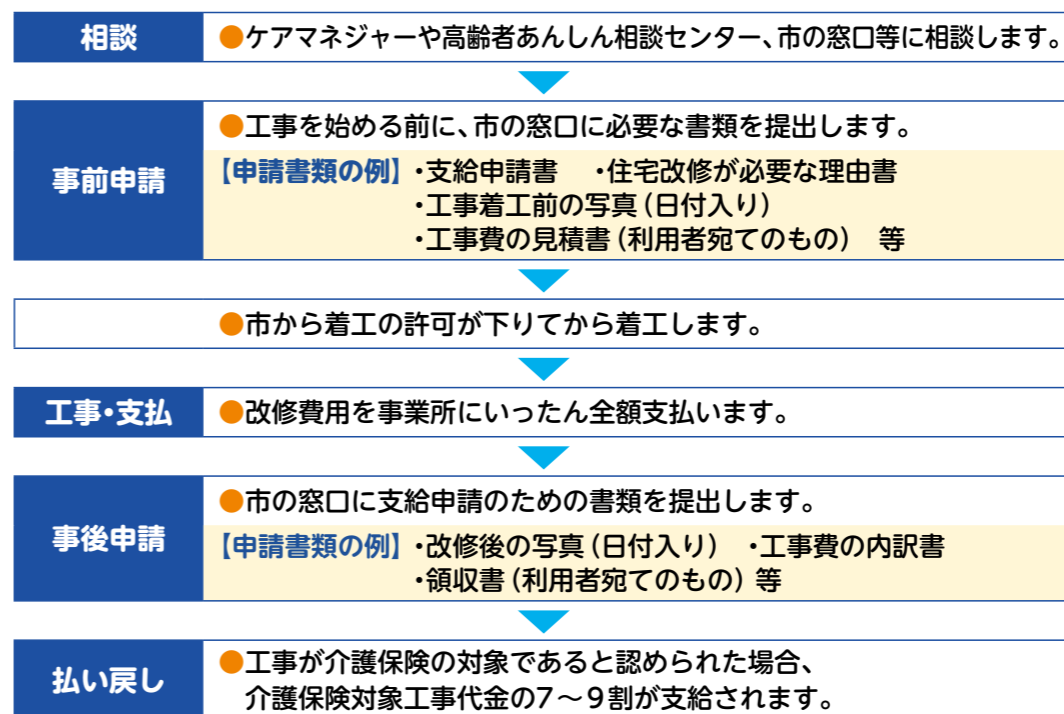 相談
●ケアマネジャーや高齢者あんしん相談センター、市の窓口等に相談します。
事前申請
●工事を始める前に、市の窓口に必要な書類を提出します。
【申請書類の例】・支給申請書　・住宅改修が必要な理由書
・工事着工前の写真(日付入り)
・工事費の見積書(利用者宛てのもの)　等
●市から着工の許可が下りてから着工します。
工事・支払
●改修費用を事業所にいったん全額支払います。
事後申請
●市の窓口に支給申請のための書類を提出します。
【申請書類の例】・改修後の写真(日付入り)　・工事費の内訳書
・領収書(利用者宛てのもの)等
払い戻し
●工事が介護保険の対象であると認められた場合、
介護保険対象工事代金の7～9割が支給されます。